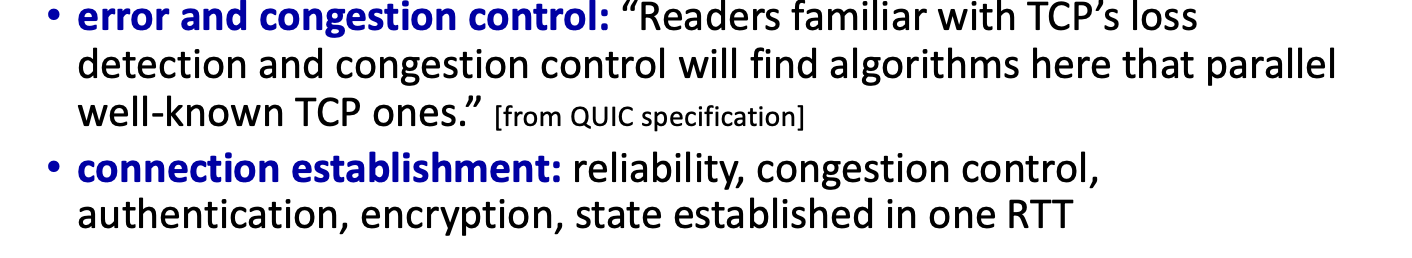 • error and congestion control: “Readers familiar with TCP’s loss
detection and congestion control will find algorithms here that parallel
well-known TCP ones.” [from QUIC specification]
• connection establishment: reliability, congestion control,
authentication, encryption, state established in one RTT